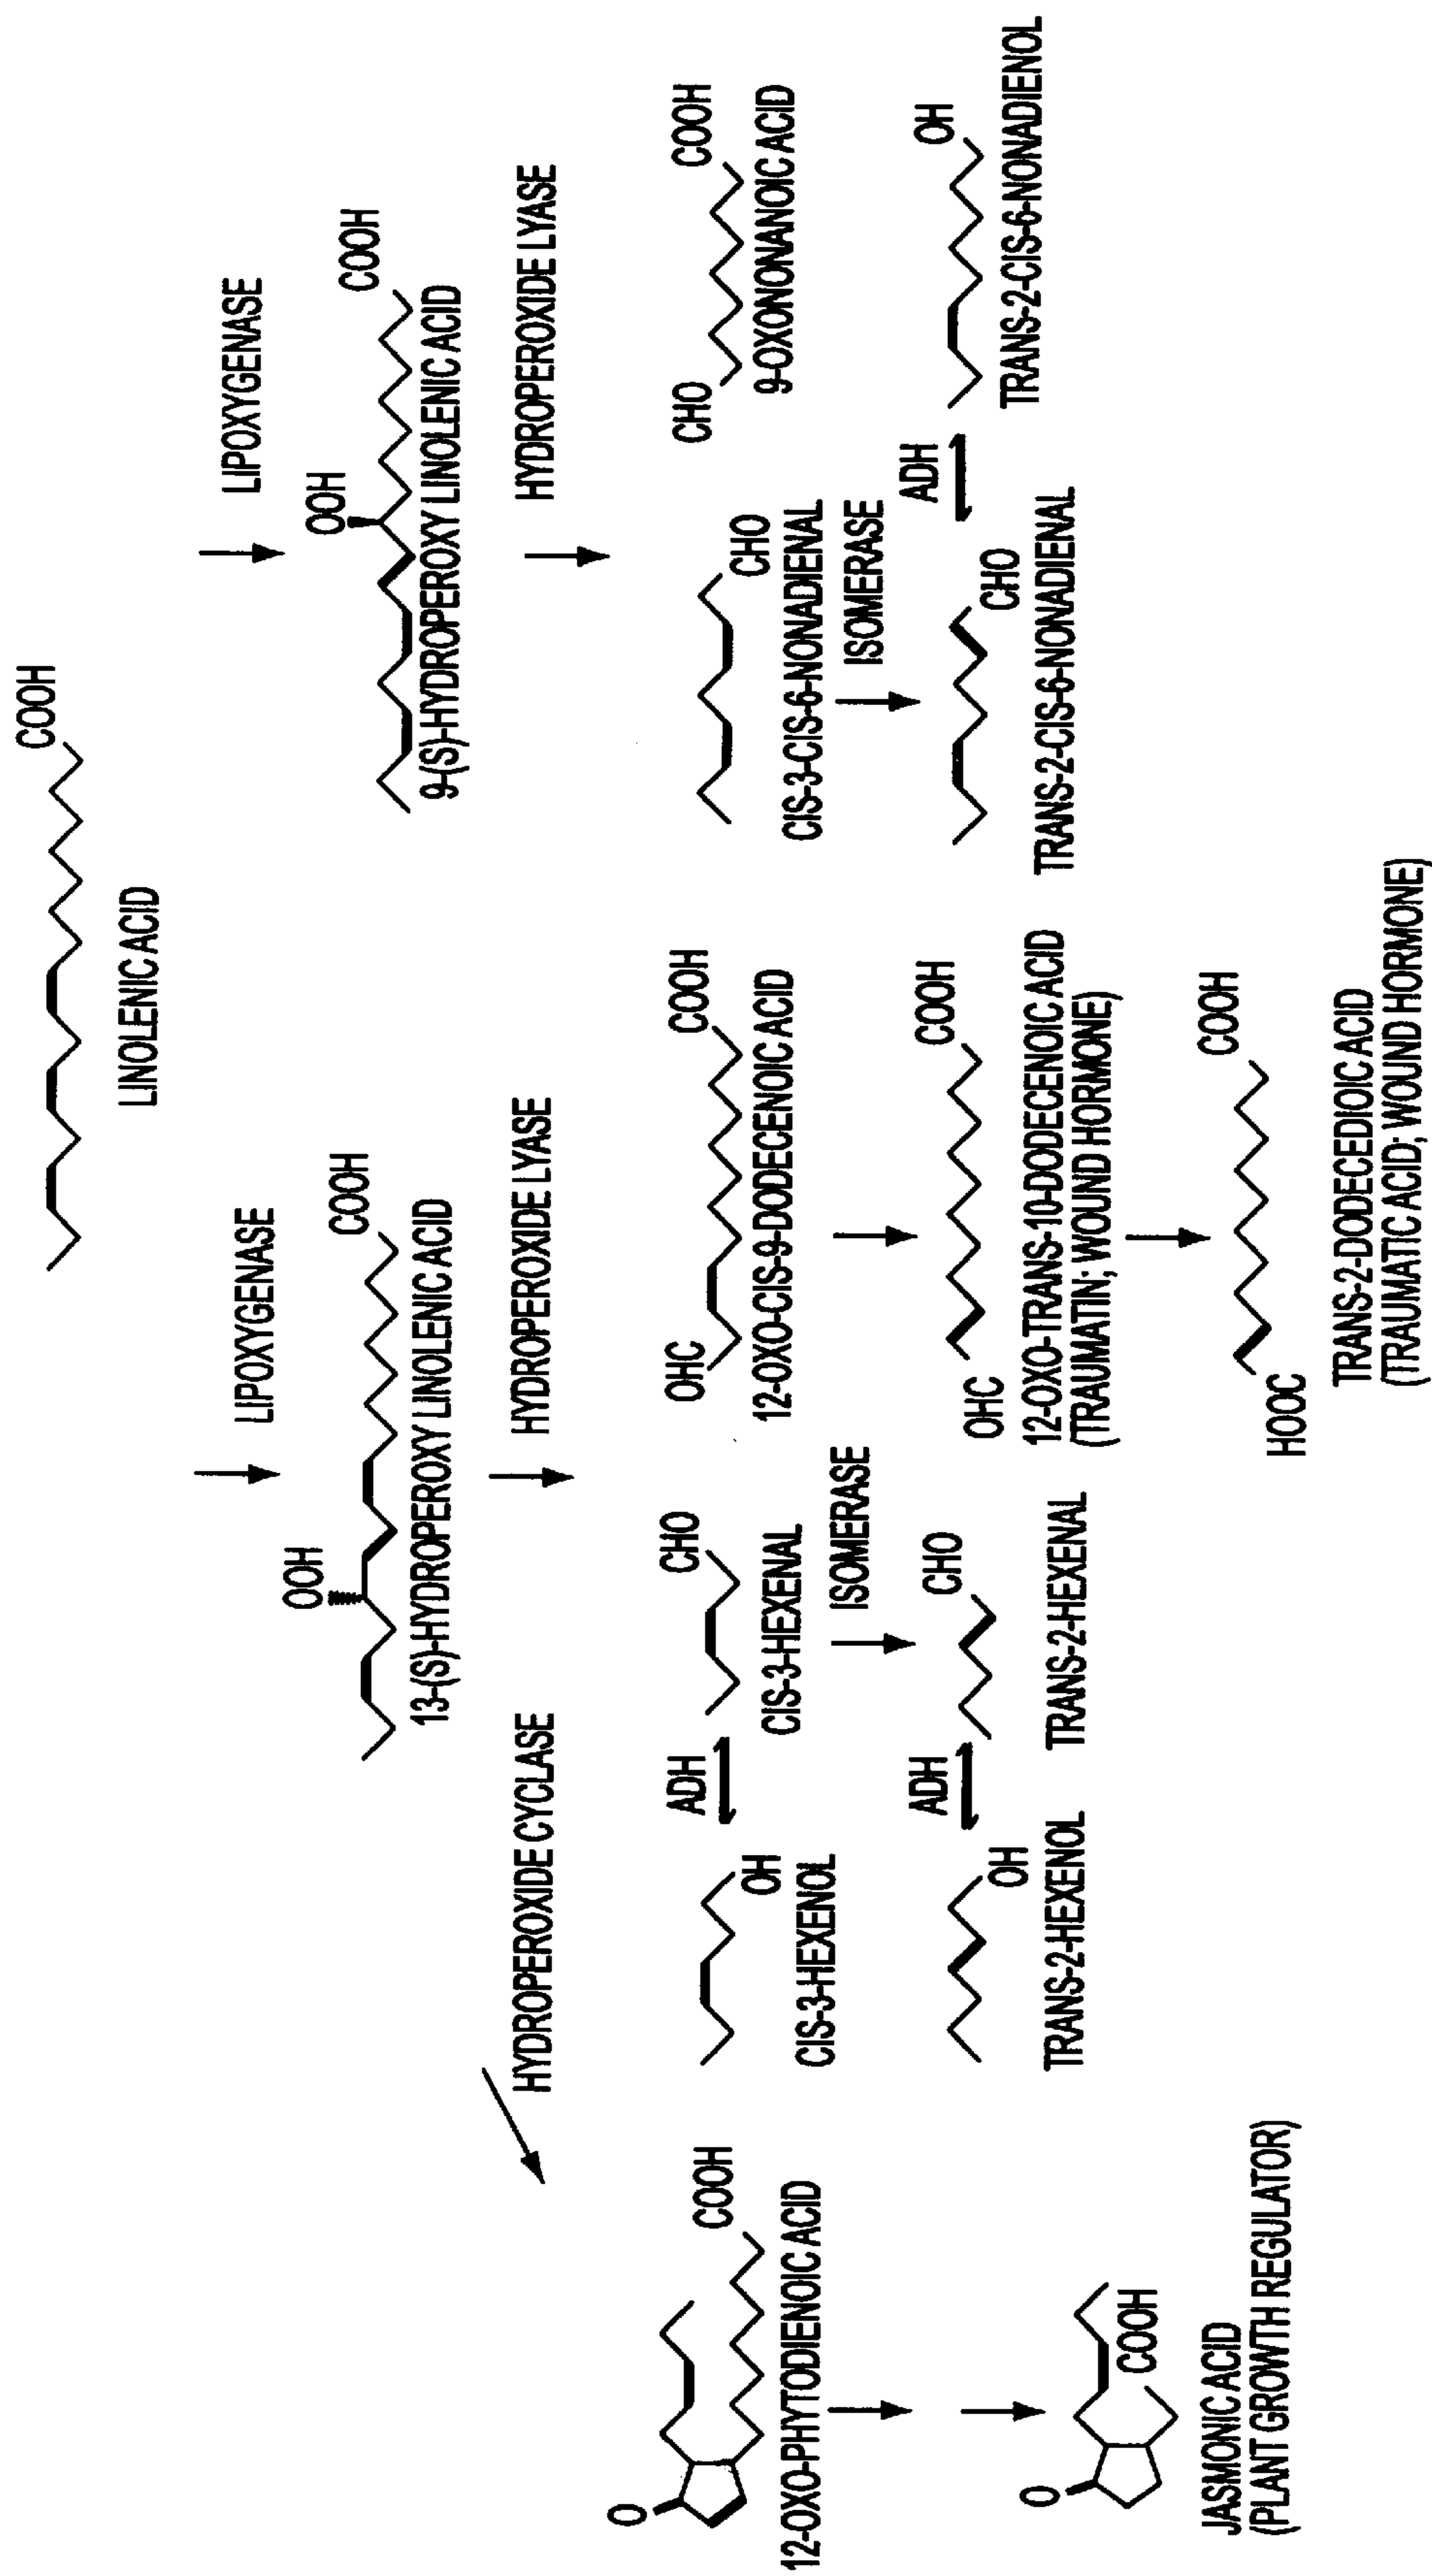 COOH
LINOLENIC ACID
LIPOXYGENASE
LIPOXYGENASE
OOH
COOH
13-(S)-HYDROPEROXY LINOLENIC ACID
OOH
COOH
9-(S)-HYDROPEROXY LINOLENIC ACID
HYDROPEROXIDE CYCLASE
HYDROPEROXIDE LYASE
HYDROPEROXIDE LYASE
O
COOH
12-OXO-PHYTODIENOIC ACID
OH
CIS-3-HEXENOL
ADH
CHO
CIS-3-HEXENAL
OHC
COOH
12-OXO-CIS-9-DODECENOIC ACID
CHO
CIS-3-CIS-6-NONADIENAL
CHO
COOH
9-OXONONANOIC ACID
ISOMERASE
ISOMERASE
O
COOH
JASMONIC ACID
(PLANT GROWTH REGULATOR)
OH
TRANS-2-HEXENOL
ADH
CHO
TRANS-2-HEXENAL
OHC
COOH
12-OXO-TRANS-10-DODECENOIC ACID
(TRAUMATIN; WOUND HORMONE)
CHO
TRANS-2-CIS-6-NONADIENAL
ADH
OH
TRANS-2-CIS-6-NONADIENOL
HOOC
COOH
TRANS-2-DODECEDIOIC ACID
(TRAUMATIC ACID; WOUND HORMONE)